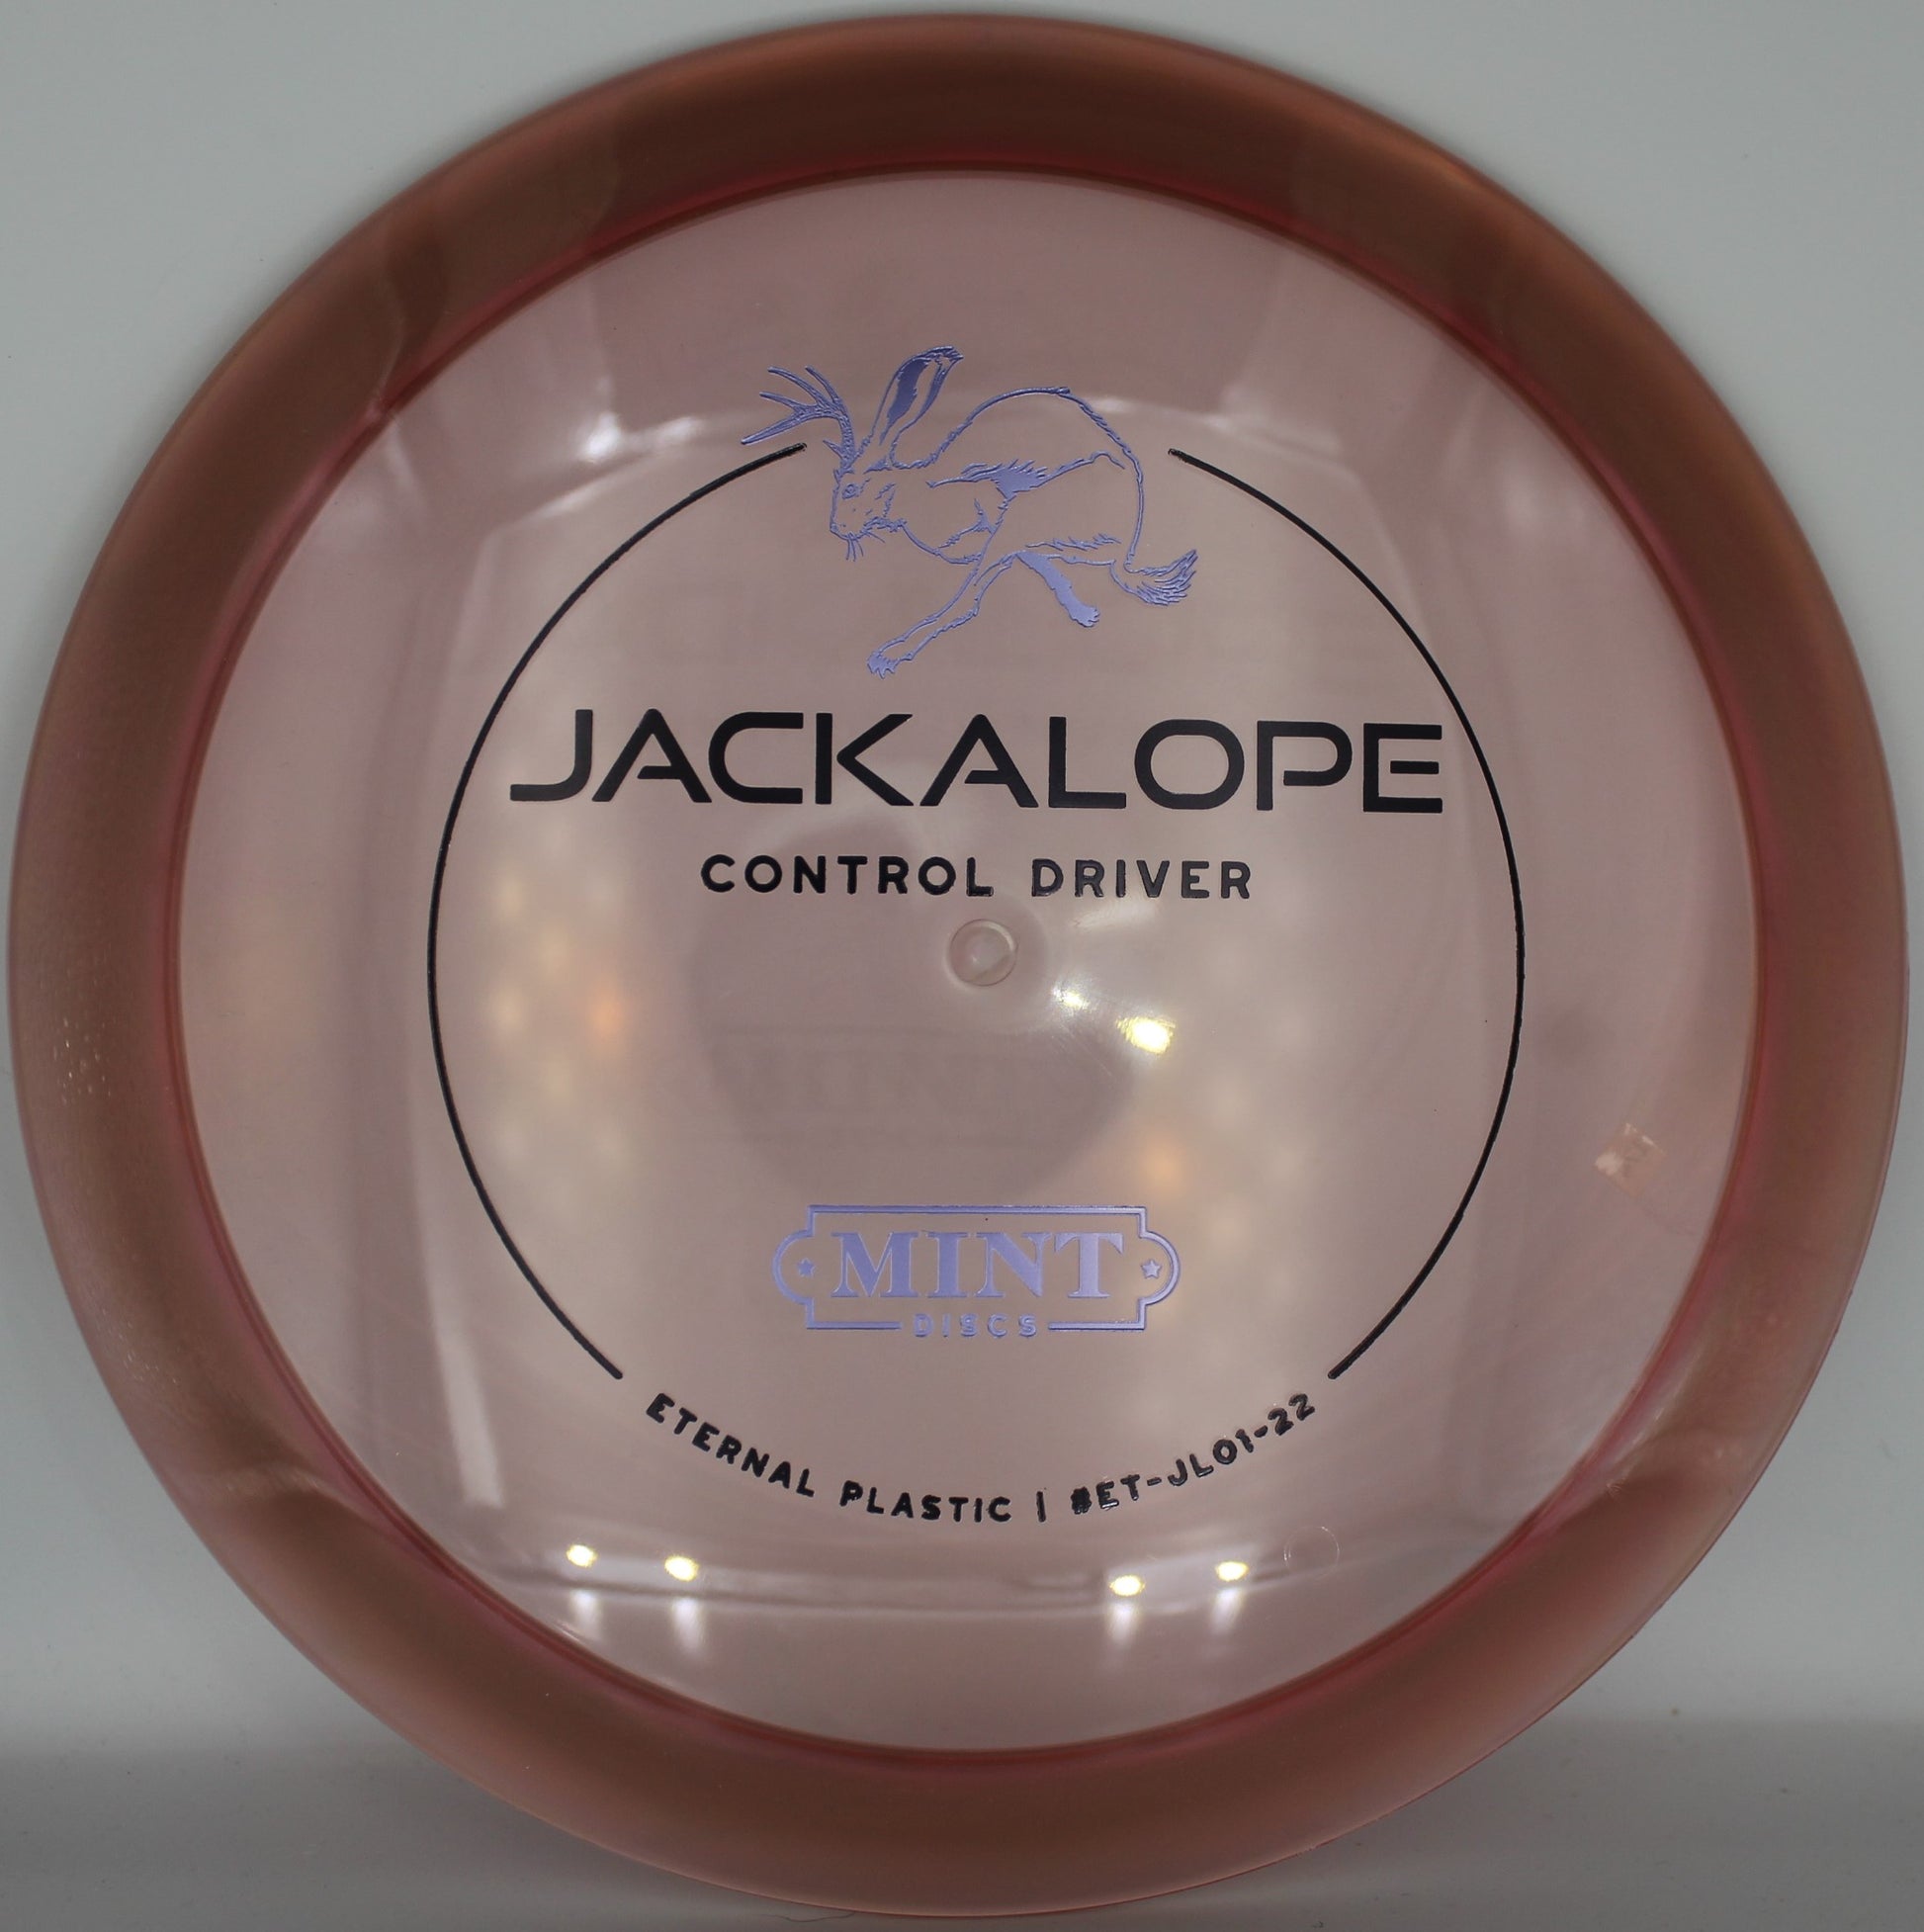 JACKALOPE
CONTROL DRIVER
MINT
DISCS
ETERNAL PLASTIC | #ET-JL01-22